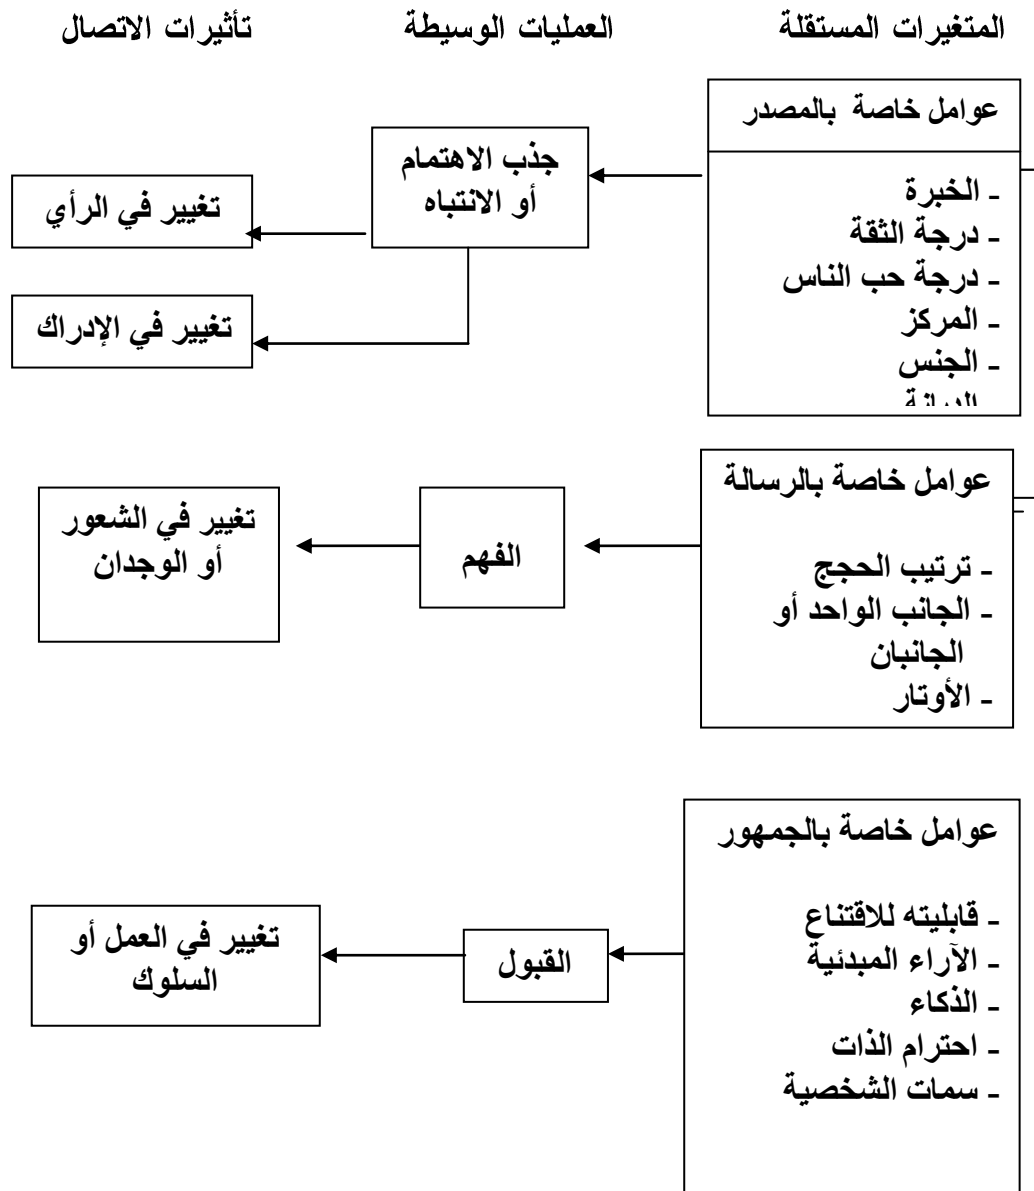 المتغيرات المستقلة
العمليات الوسيطة
تأثيرات الاتصال
عوامل خاصة بالمصدر
- الخبرة
- درجة الثقة
- درجة حب الناس
- المركز
- الجنس
جذب الاهتمام
أو الانتباه
تغيير في الرأي
تغيير في الإدراك
عوامل خاصة بالرسالة
- ترتيب الحجج
- الجانب الواحد أو
الجانبان
- الأوتار
الفهم
تغيير في الشعور
أو الوجدان
عوامل خاصة بالجمهور
- قابليته للاقتناع
- الآراء المبدئية
- الذكاء
- احترام الذات
- سمات الشخصية
القبول
تغيير في العمل أو
السلوك